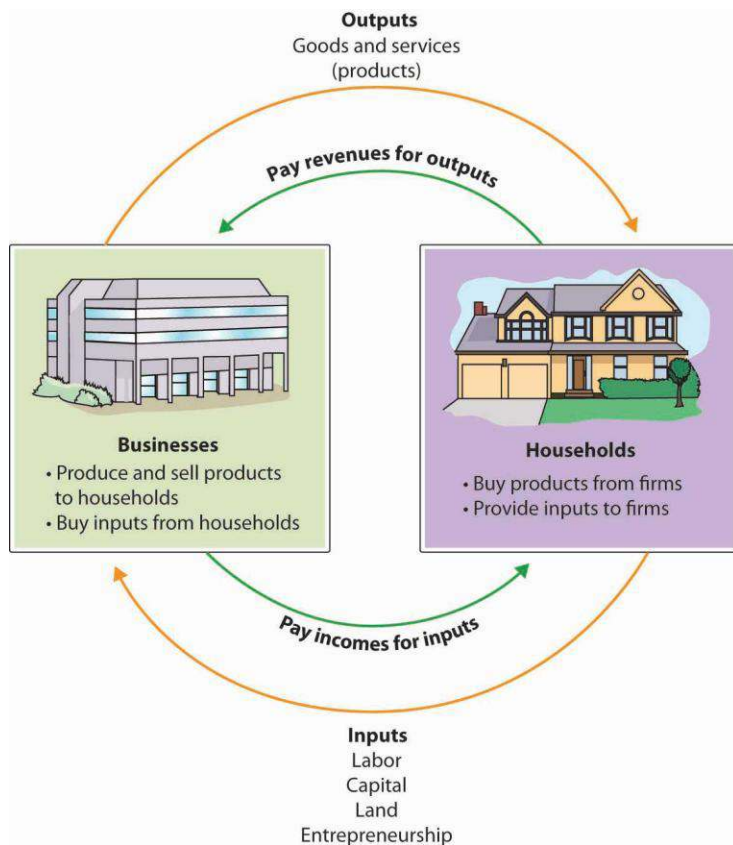 Outputs
Goods and services
(products)
Pay revenues for outputs
Businesses
• Produce and sell products
to households
• Buy inputs from households
Households
• Buy products from firms
• Provide inputs to firms
Pay incomes for inputs
Inputs
Labor
Capital
Land
Entrepreneurship